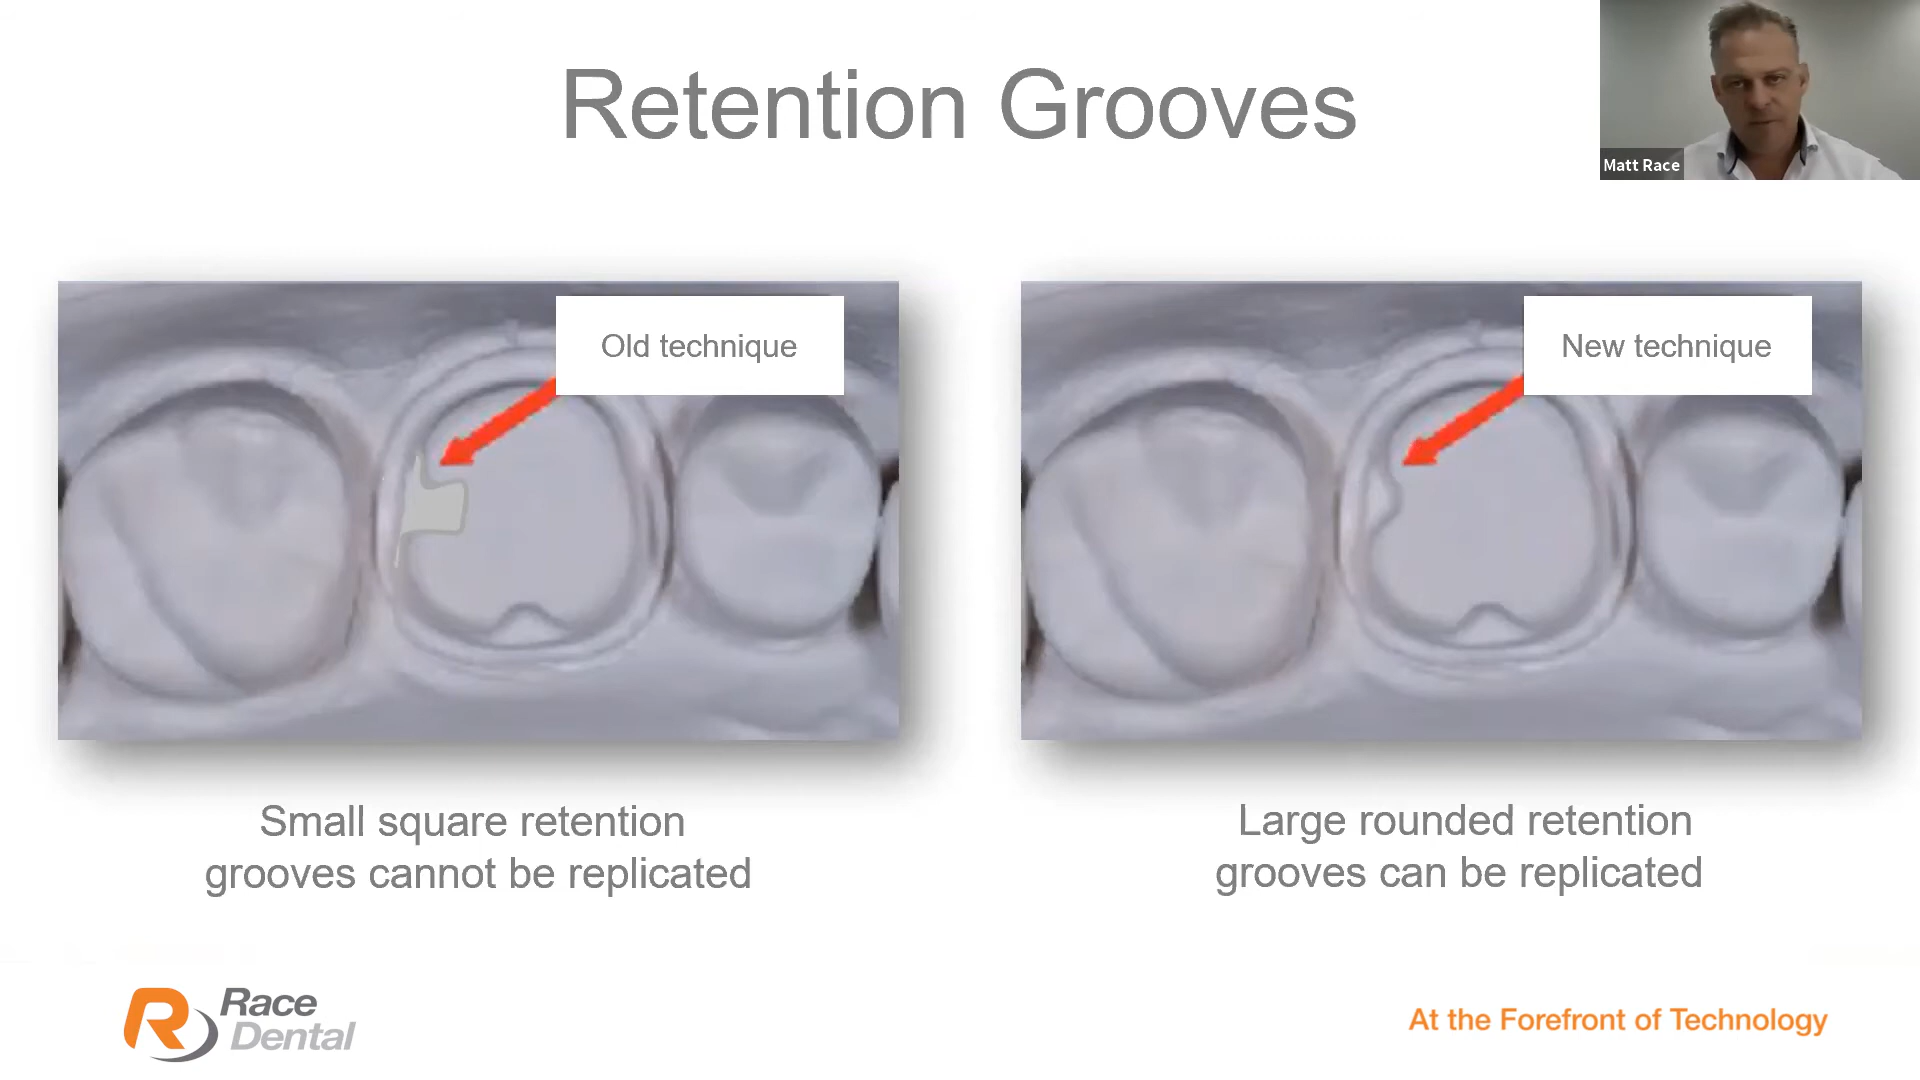 Retention Grooves
Matt Race
Old technique
New technique
Small square retention
grooves cannot be replicated
Large rounded retention
grooves can be replicated
R Race
Dental
At the Forefront of Technology